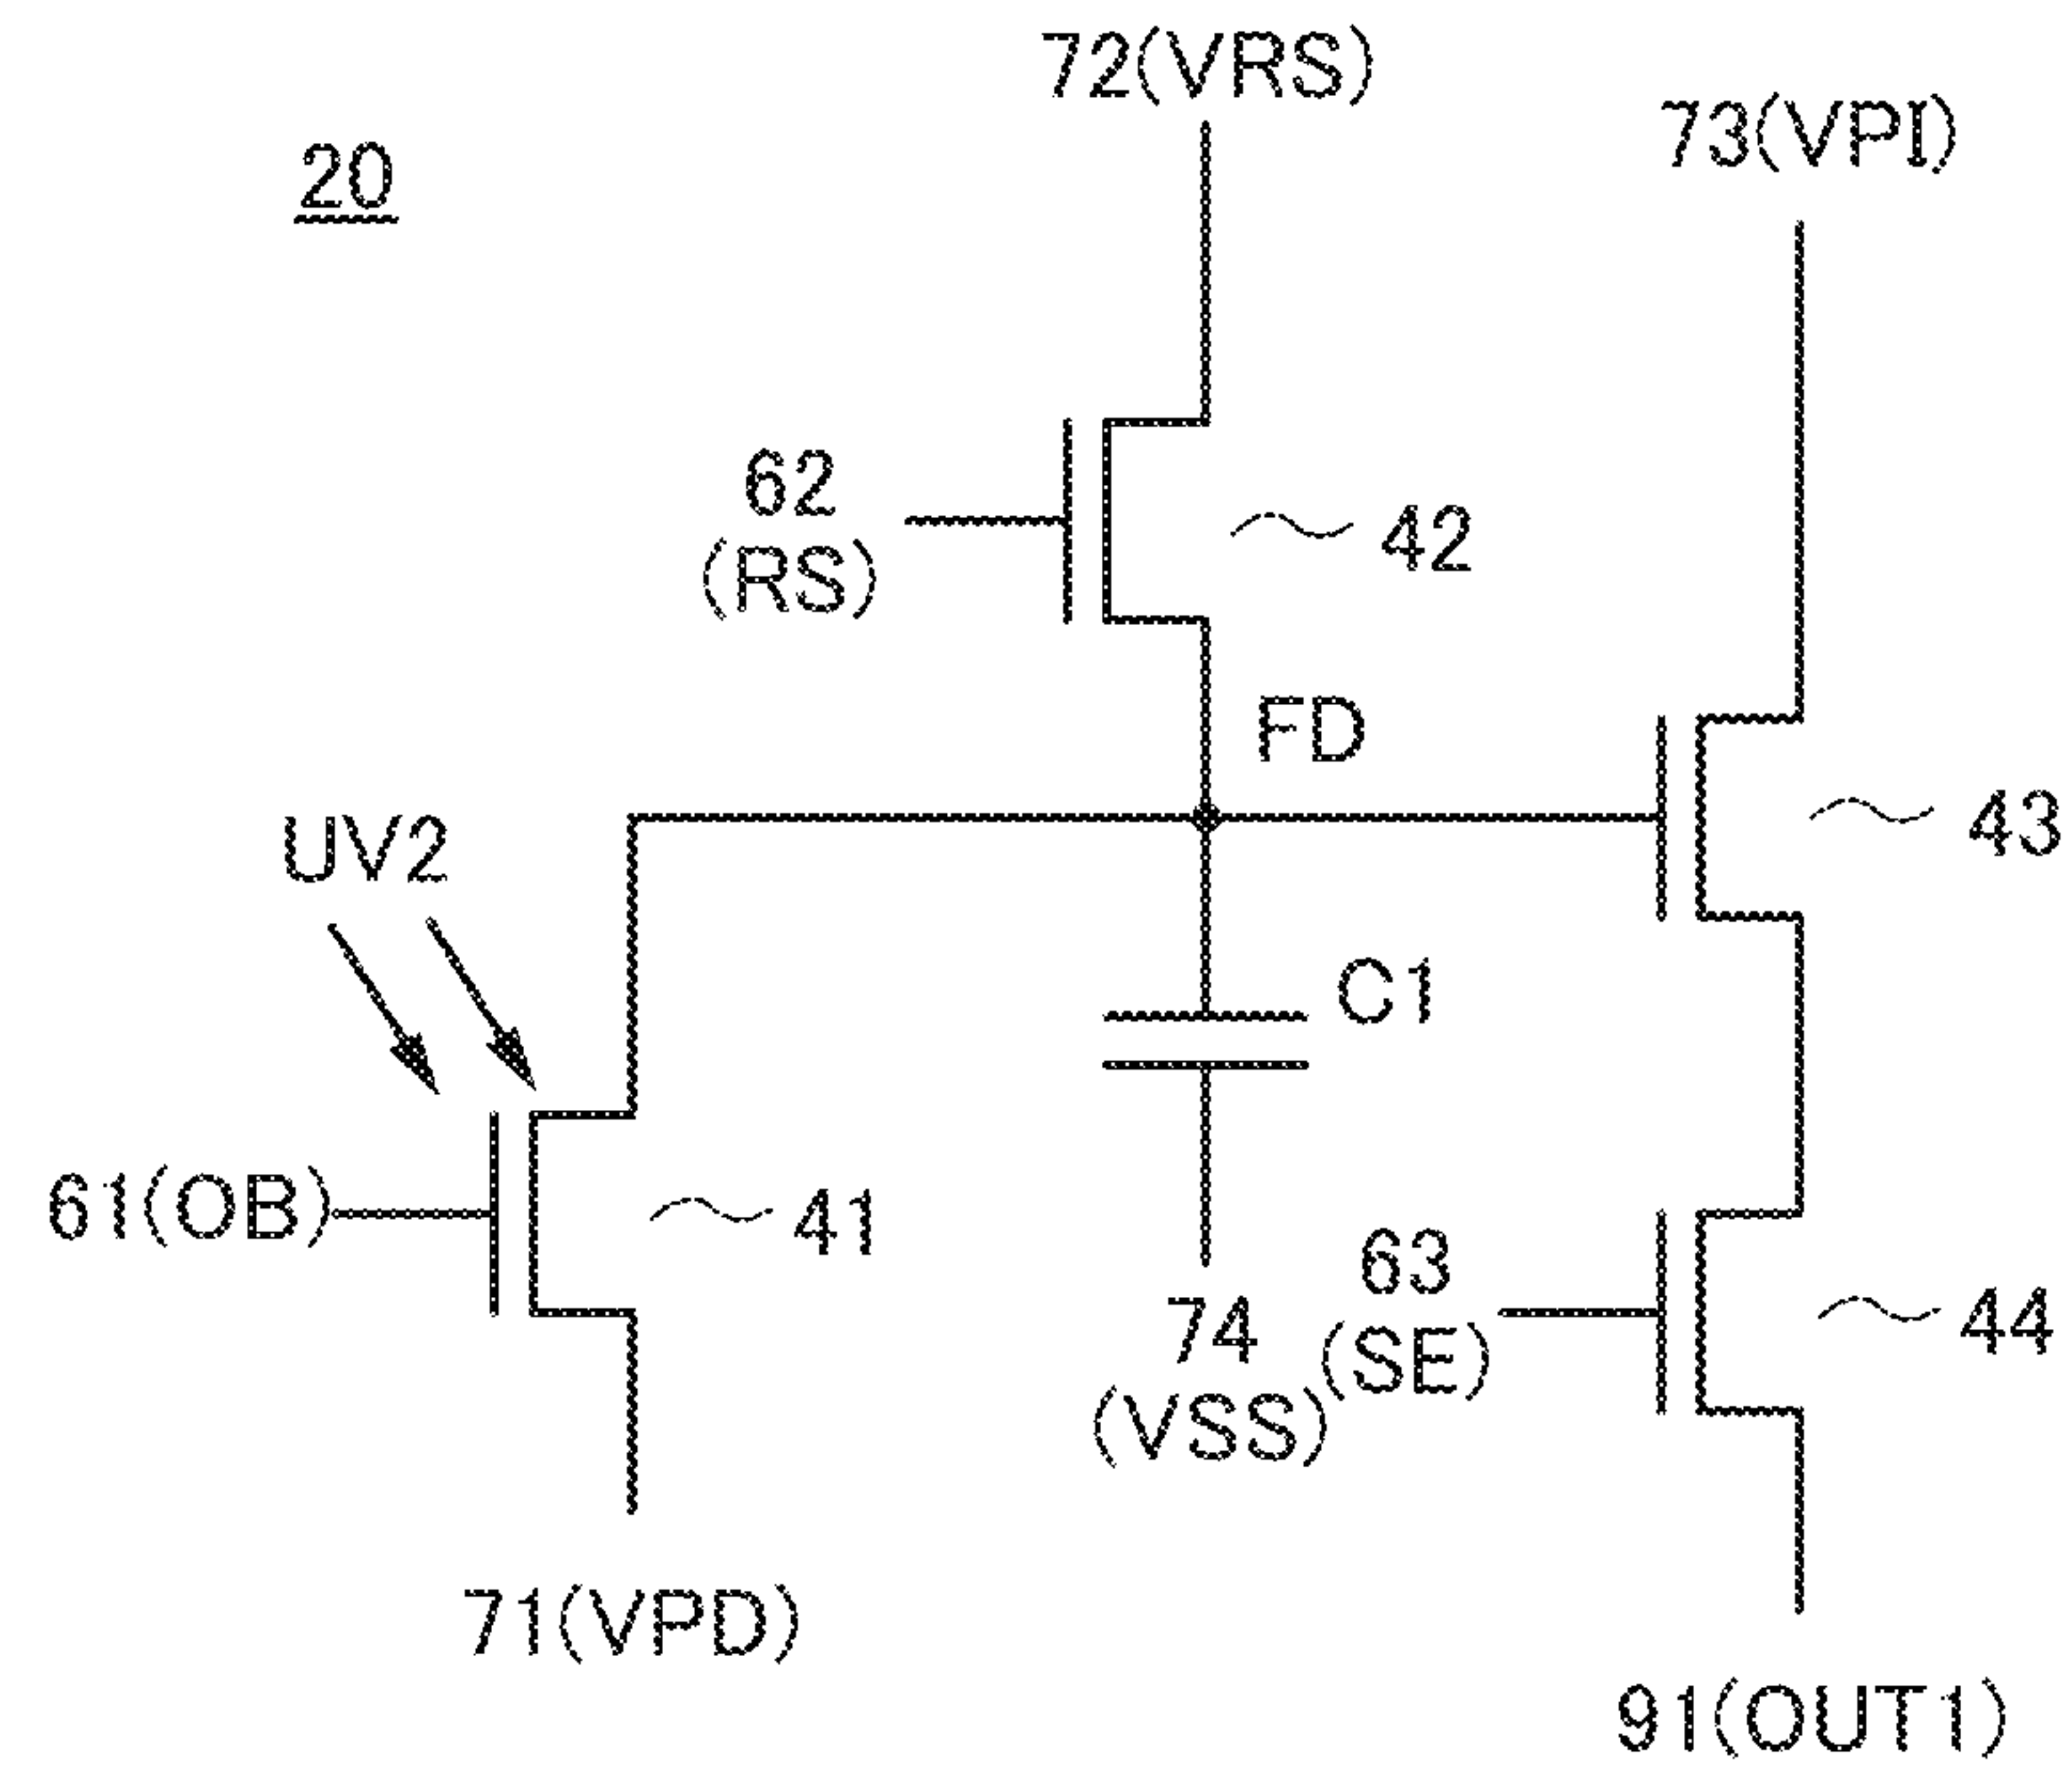 72(VRS)
73(VPI)
20
62
(RS)
42
FD
UV2
43
C1
61(OB)
41
63
(SE)
44
74
(VSS)
71(VPD)
91(OUT1)